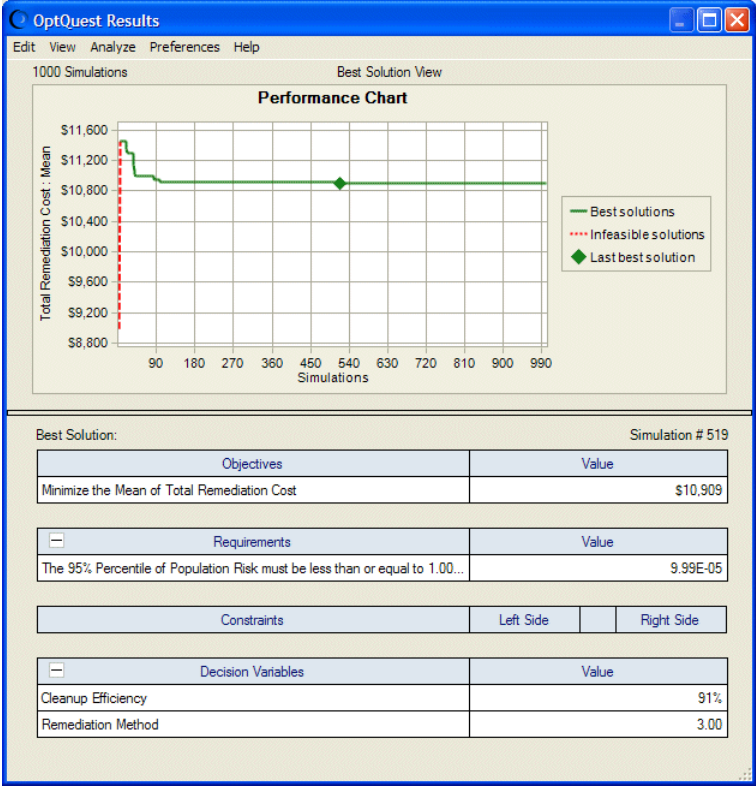 OptQuest Results
Edit View Analyze Preferences Help
1000 Simulations Best Solution View
Performance Chart
Total Remediation Cost : Mean
$11,600
$11,200
$10,800
$10,400
$10,000
$9,600
$9,200
$8,800
90 180 270 360 450 540 630 720 810 900 990
Simulations
Best solutions
Infeasible solutions
Last best solution
Best Solution: Simulation # 519
Objectives Value
Minimize the Mean of Total Remediation Cost $10,909
Requirements Value
The 95% Percentile of Population Risk must be less than or equal to 1.00... 9.99E-05
Constraints Left Side Right Side
Decision Variables Value
Cleanup Efficiency 91%
Remediation Method 3.00